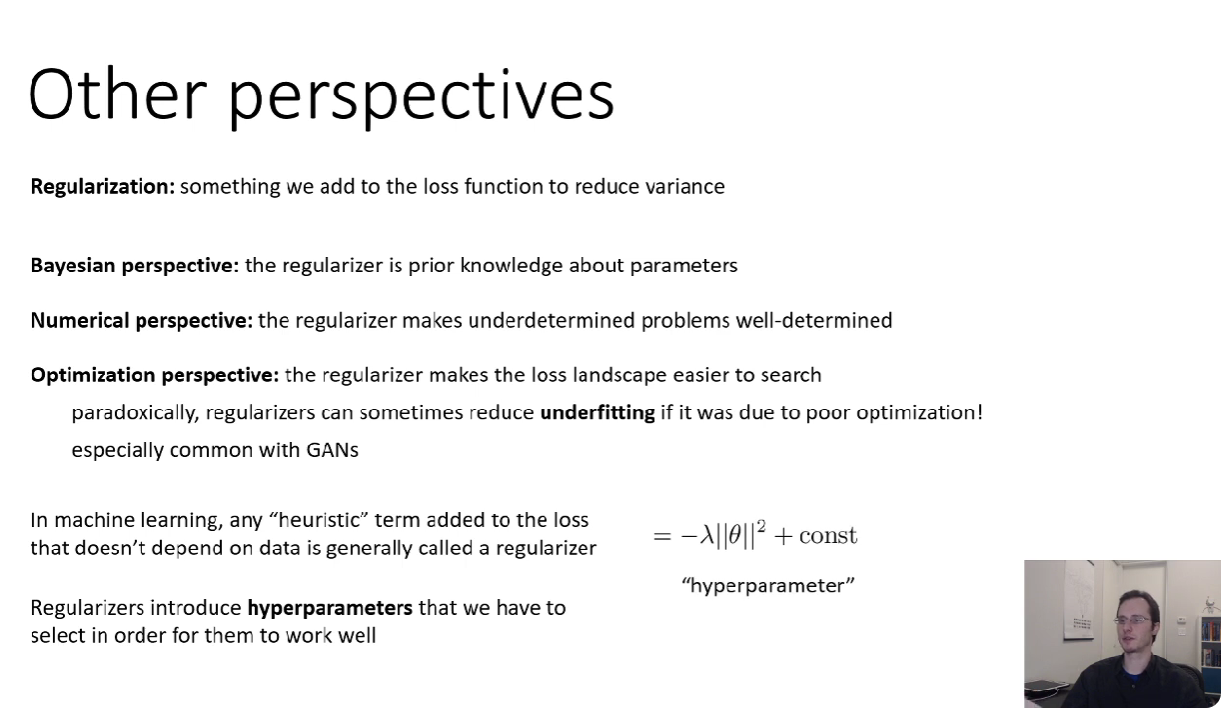 Other perspectives
Regularization: something we add to the loss function to reduce variance
Bayesian perspective: the regularizer is prior knowledge about parameters
Numerical perspective: the regularizer makes underdetermined problems well-determined
Optimization perspective: the regularizer makes the loss landscape easier to search
paradoxically, regularizers can sometimes reduce underfitting if it was due to poor optimization!
especially common with GANs
In machine learning, any “heuristic” term added to the loss
that doesn’t depend on data is generally called a regularizer
= −λ||θ||² + const
“hyperparameter”
Regularizers introduce hyperparameters that we have to
select in order for them to work well